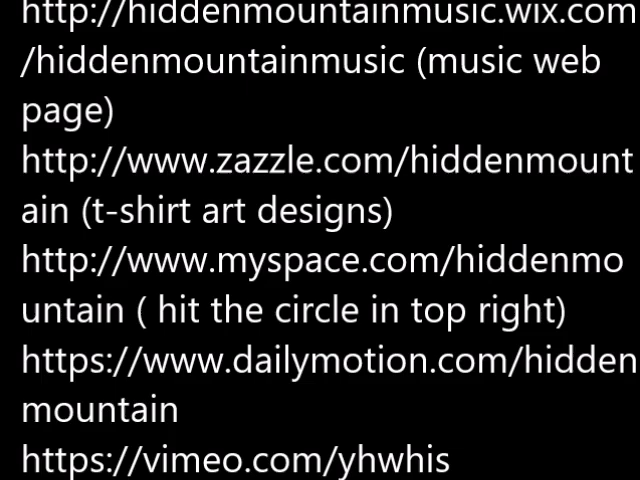 http://hiddenmountainmusic.wix.com
/hiddenmountainmusic (music web
page)
http://www.zazzle.com/hiddenmount
ain (t-shirt art designs)
http://www.myspace.com/hiddenmo
untain ( hit the circle in top right)
https://www.dailymotion.com/hidden
mountain
https://vimeo.com/yhwhis